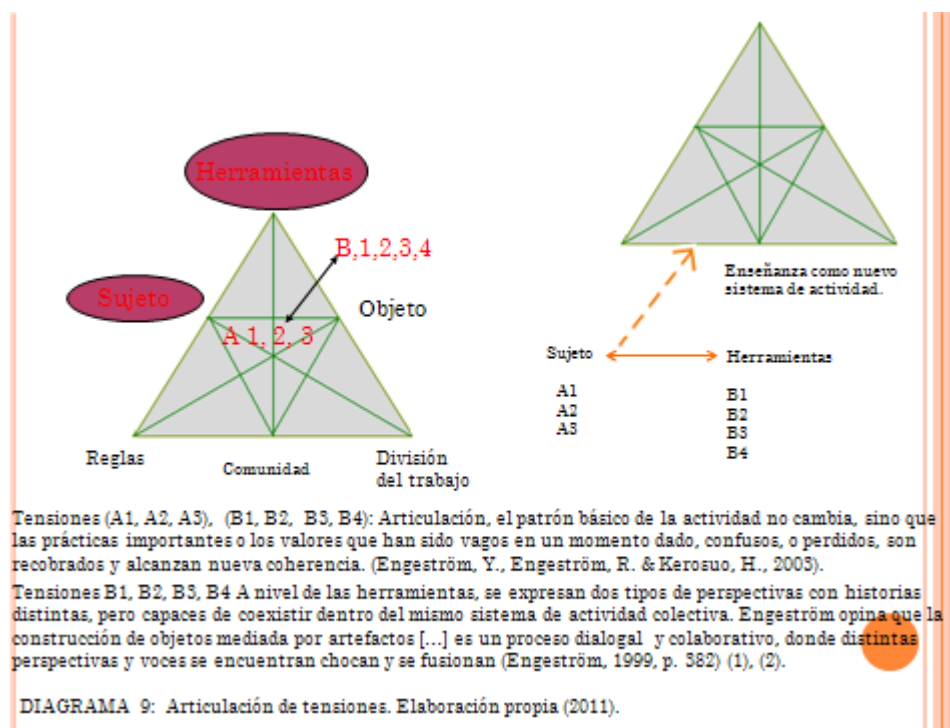 Herramientas
B,1,2,3,4
Sujeto
Objeto
A 1, 2, 3
Reglas
Comunidad
División
del trabajo
Enseñanza como nuevo
sistema de actividad.
Sujeto
Herramientas
A1
A2
A3
B1
B2
B3
B4
Tensiones (A1, A2, A3), (B1, B2, B3, B4): Articulación, el patrón básico de la actividad no cambia, sino que
las prácticas importantes o los valores que han sido vagos en un momento dado, confusos, o perdidos, son
recobrados y alcanzan nueva coherencia. (Engeström, Y., Engeström, R. & Kerosuo, H., 2003).
Tensiones B1, B2, B3, B4 A nivel de las herramientas, se expresan dos tipos de perspectivas con historias
distintas, pero capaces de coexistir dentro del mismo sistema de actividad colectiva. Engeström opina que la
construcción de objetos mediada por artefactos [...] es un proceso dialogal y colaborativo, donde distintas
perspectivas y voces se encuentran chocan y se fusionan (Engeström, 1999, p. 382) (1), (2).
DIAGRAMA 9: Articulación de tensiones. Elaboración propia (2011).